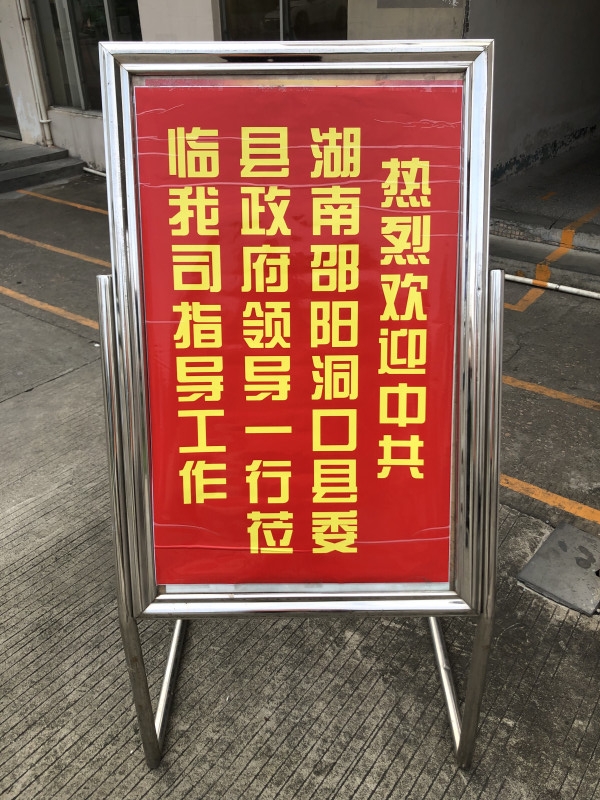 热烈欢迎中共
湖南邵阳洞口县委
县政府领导一行莅
临我司指导工作